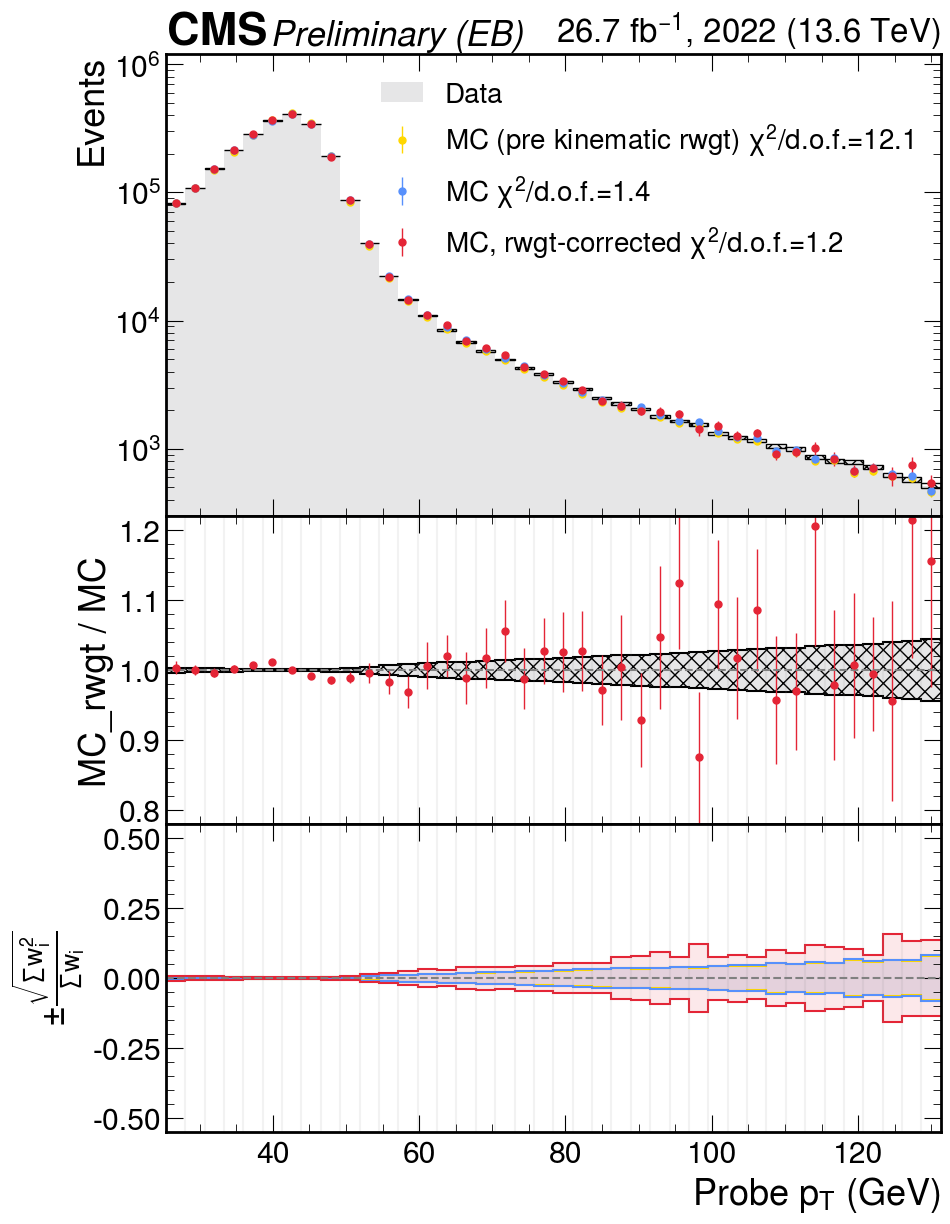 CMS Preliminary (EB) 26.7 fb⁻¹, 2022 (13.6 TeV)
Events
10⁶
10⁵
10⁴
10³
Data
MC (pre kinematic rwgt) χ²/d.o.f.=12.1
MC χ²/d.o.f.=1.4
MC, rwgt-corrected χ²/d.o.f.=1.2
MC_rwgt / MC
1.2
1.1
1.0
0.9
0.8
±√Σwᵢ²/Σwᵢ
0.50
0.25
0.00
-0.25
-0.50
40 60 80 100 120
Probe p_T (GeV)